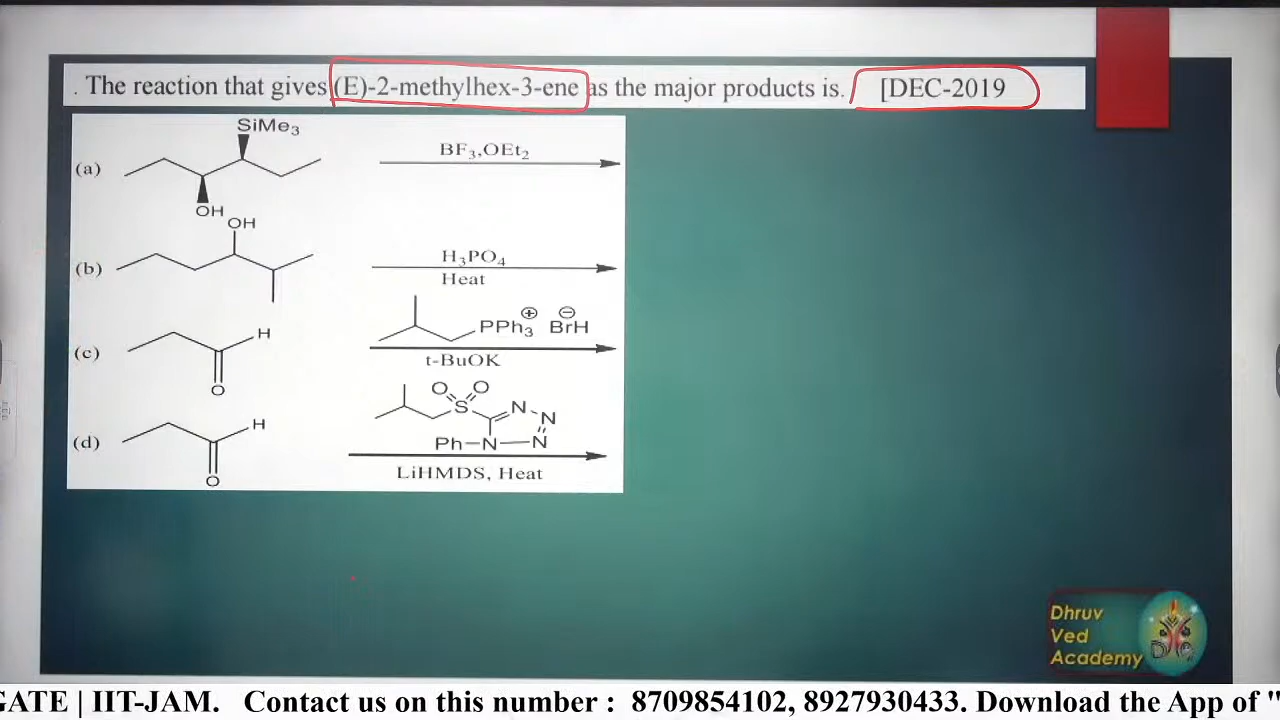 . The reaction that gives (E)-2-methylhex-3-ene as the major products is. [DEC-2019
SiMe3
(a)
BF3,OEt2
OH
OH
(b)
H3PO4
Heat
(c)
H
O
PPh3 ⊕ ⊖ BrH
t-BuOK
(d)
H
O
O O
S
N
N
N
Ph-N
LiHMDS, Heat
Dhruv
Ved
Academy
GATE | IIT-JAM. Contact us on this number : 8709854102, 8927930433. Download the App of "